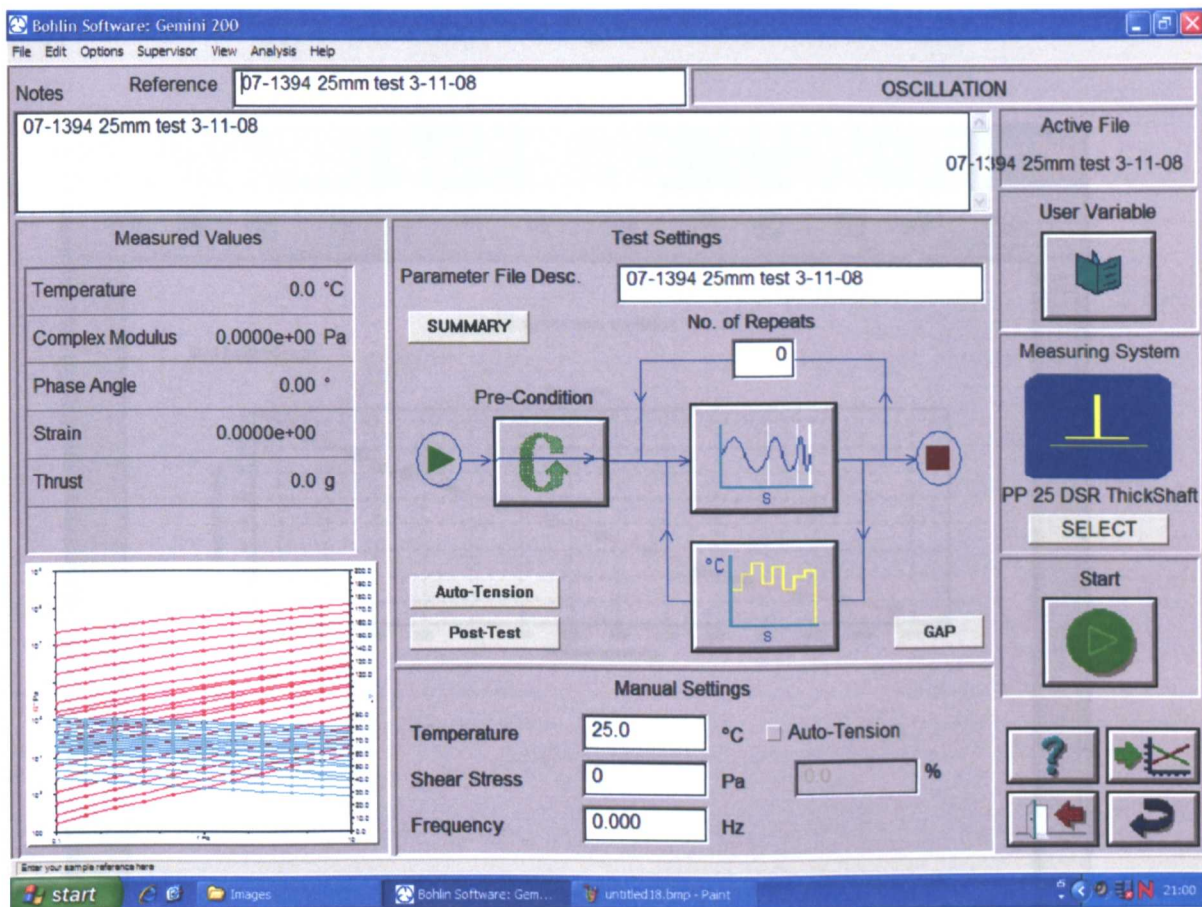 Bohlin Software: Gemini 200
File Edit Options Supervisor View Analysis Help
Notes Reference 07-1394 25mm test 3-11-08 OSCILLATION
07-1394 25mm test 3-11-08
Active File
07-1394 25mm test 3-11-08
User Variable
Measured Values
Temperature 0.0 °C
Complex Modulus 0.0000e+00 Pa
Phase Angle 0.00 °
Strain 0.0000e+00
Thrust 0.0 g
Test Settings
Parameter File Desc. 07-1394 25mm test 3-11-08
SUMMARY
No. of Repeats
0
Pre-Condition
S
°C
S
Auto-Tension
Post-Test
GAP
Measuring System
PP 25 DSR ThickShaft
SELECT
Start
Manual Settings
Temperature 25.0 °C Auto-Tension
Shear Stress 0 Pa 0.0 %
Frequency 0.000 Hz
Enter your sample reference here
start Images Bohlin Software: Gem... untitled18.bmp - Paint 21:00